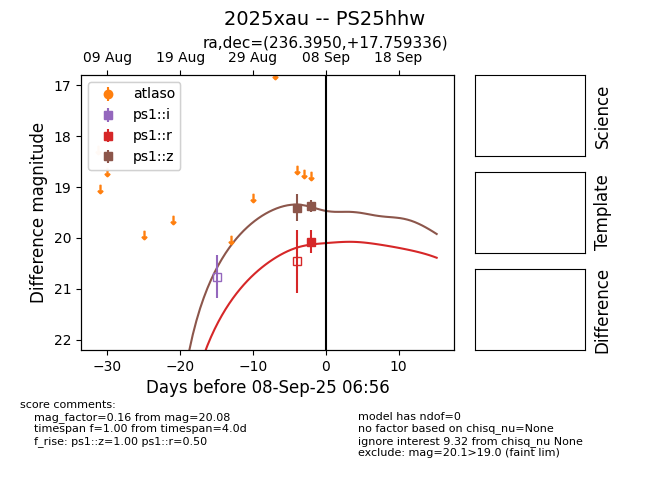 2025xau -- PS25hhw
ra,dec=(236.3950,+17.759336)
09 Aug 19 Aug 29 Aug 08 Sep 18 Sep
17
18
19
20
21
22
Difference magnitude
atlaso
ps1::i
ps1::r
ps1::z
−30 −20 −10 0 10
Days before 08-Sep-25 06:56
Science
Template
Difference
score comments:
mag_factor=0.16 from mag=20.08
timespan f=1.00 from timespan=4.0d
f_rise: ps1::z=1.00 ps1::r=0.50
model has ndof=0
no factor based on chisq_nu=None
ignore interest 9.32 from chisq_nu None
exclude: mag=20.1>19.0 (faint lim)